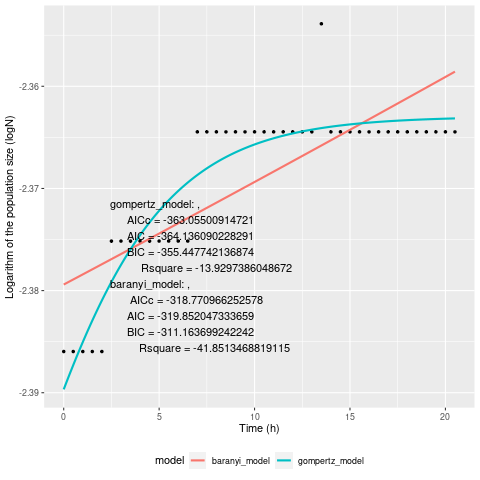 -2.36
-2.37
-2.38
-2.39
Logarithm of the population size (logN)
gompertz_model: ,
AICc = -363.05500914721
AIC = -364.136090228291
BIC = -355.447742136874
Rsquare = -13.9297386048672
baranyi_model: ,
AICc = -318.770966252578
AIC = -319.852047333659
BIC = -311.163699242242
Rsquare = -41.8513468819115
0 5 10 15 20
Time (h)
model baranyi_model gompertz_model